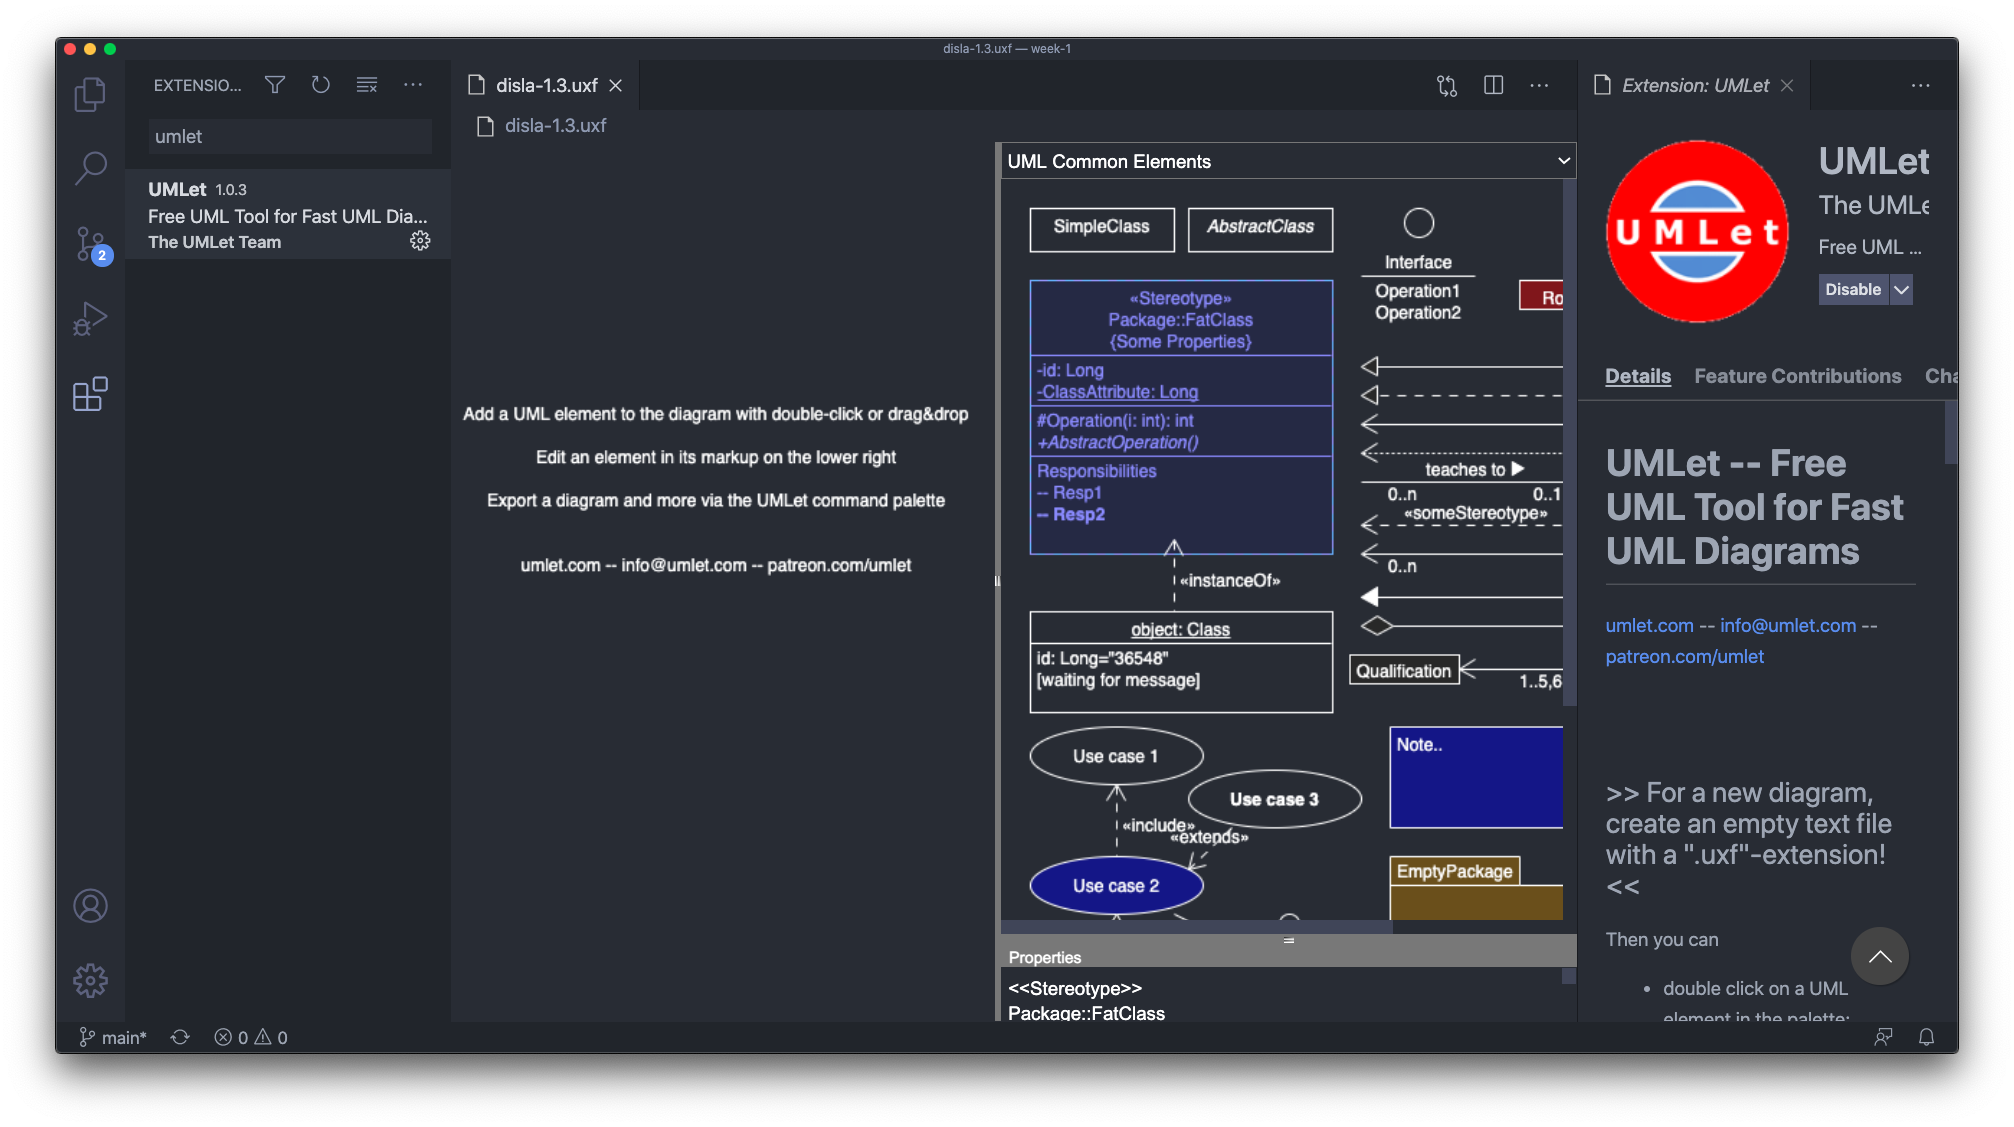 disla-1.3.uxf — week-1
EXTENSIO...
umlet
UMLet 1.0.3
Free UML Tool for Fast UML Dia...
The UMLet Team
2
disla-1.3.uxf
disla-1.3.uxf
Add a UML element to the diagram with double-click or drag&drop
Edit an element in its markup on the lower right
Export a diagram and more via the UMLet command palette
umlet.com -- info@umlet.com -- patreon.com/umlet
UML Common Elements
SimpleClass
AbstractClass
Interface
Operation1
Operation2
Ro
«Stereotype»
Package::FatClass
{Some Properties}
-id: Long
-ClassAttribute: Long
#Operation(i: int): int
+AbstractOperation()
Responsibilities
-- Resp1
-- Resp2
teaches to ▶
0..n 0..1
«someStereotype»
0..n
«instanceOf»
object: Class
id: Long="36548"
[waiting for message]
Qualification
1..5,6
Use case 1
Use case 3
«include»
«extends»
Use case 2
Note..
EmptyPackage
Properties
<<Stereotype>>
Package::FatClass
Extension: UMLet
UMLet
UMLet
The UMLe
Free UML ...
Disable
Details Feature Contributions Cha
UMLet -- Free
UML Tool for Fast
UML Diagrams
umlet.com -- info@umlet.com --
patreon.com/umlet
>> For a new diagram,
create an empty text file
with a ".uxf"-extension!
<<
Then you can
• double click on a UML
element in the palette:
main* 0 0